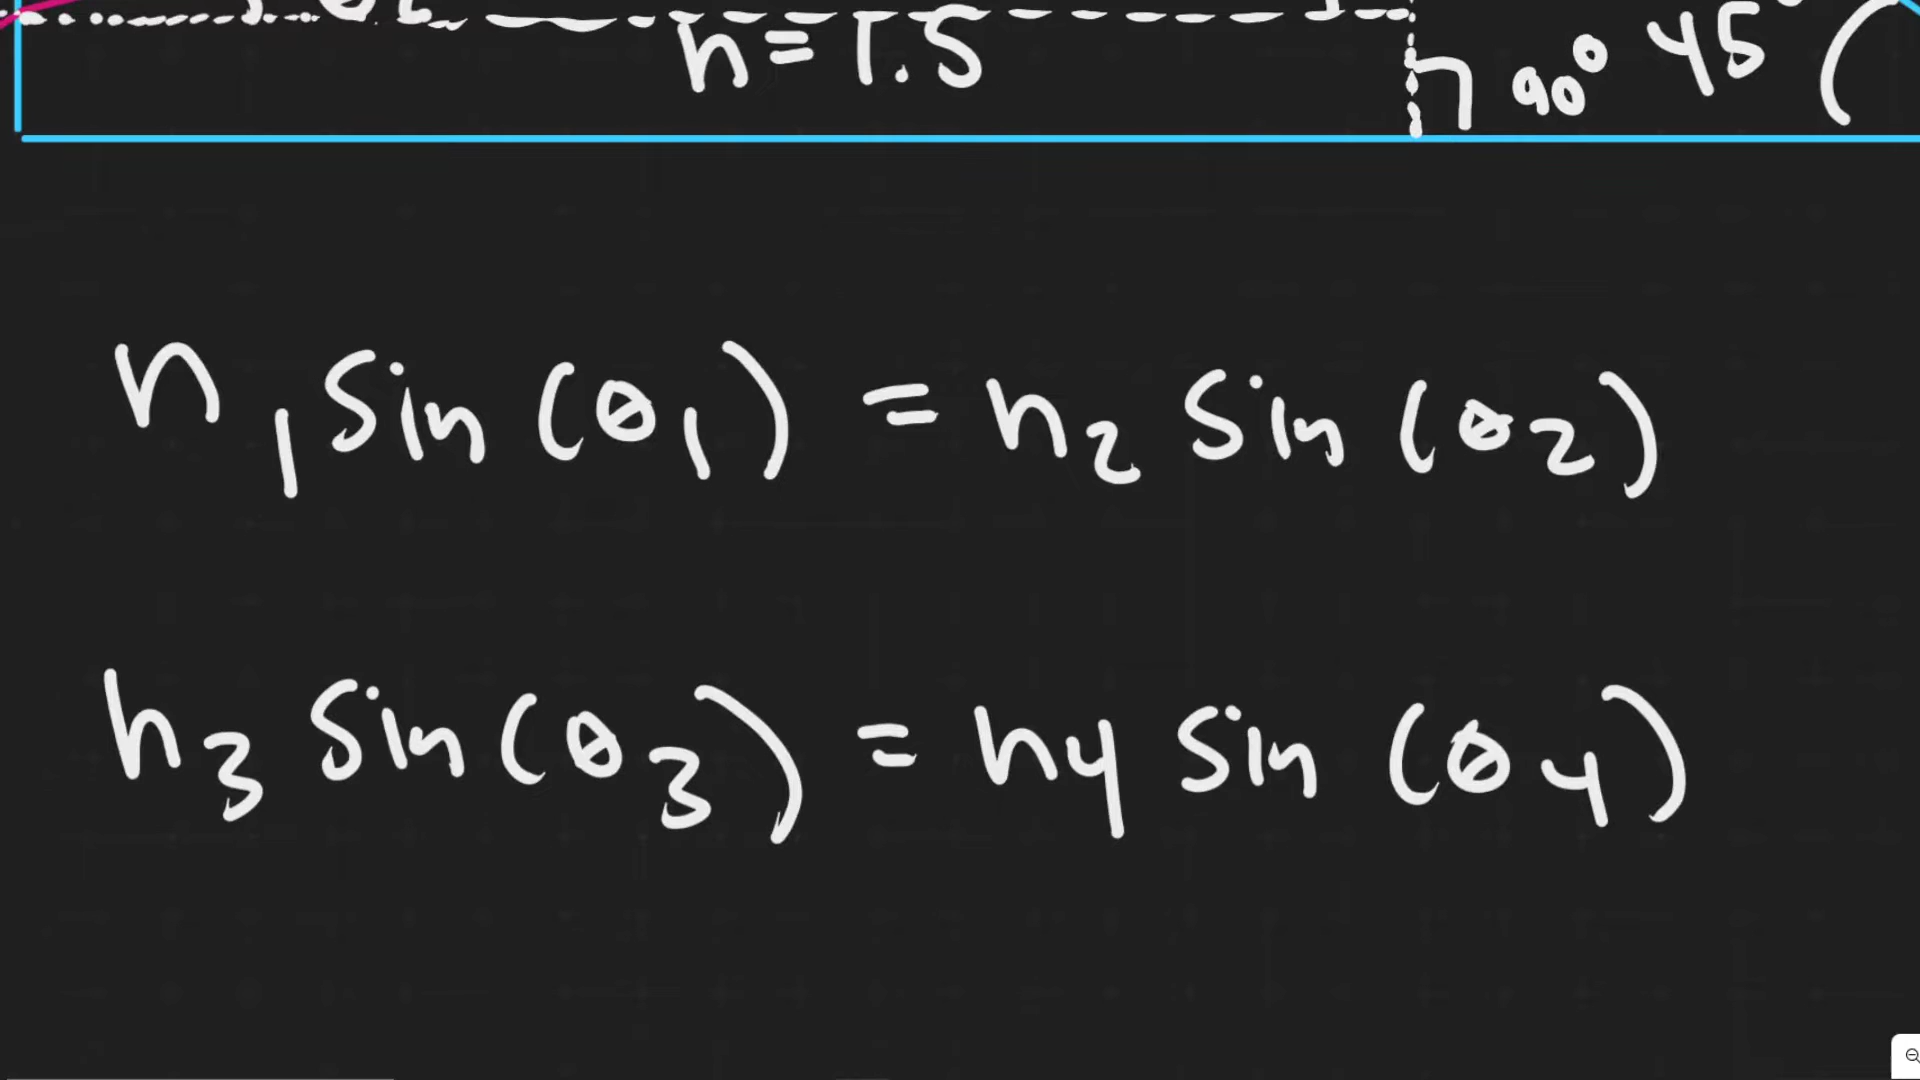 n = 1.5 90° 45°
n₁ sin(θ₁) = n₂ sin(θ₂)
n₃ sin(θ₃) = n₄ sin(θ₄)